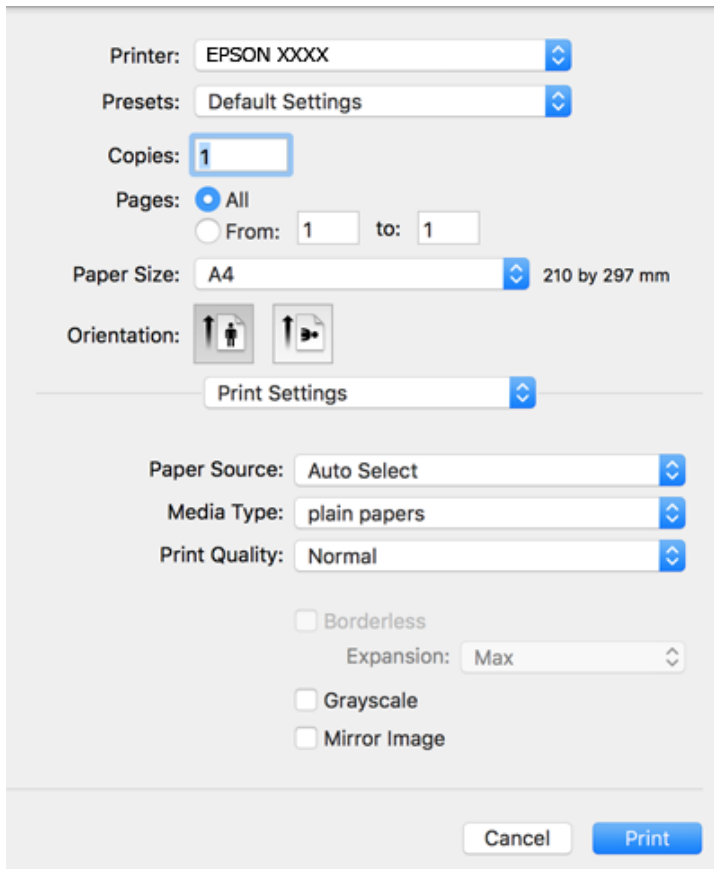 Printer: EPSON XXXX
Presets: Default Settings
Copies: 1
Pages: All
From: 1 to: 1
Paper Size: A4 210 by 297 mm
Orientation:
Print Settings
Paper Source: Auto Select
Media Type: plain papers
Print Quality: Normal
Borderless
Expansion: Max
Grayscale
Mirror Image
Cancel Print